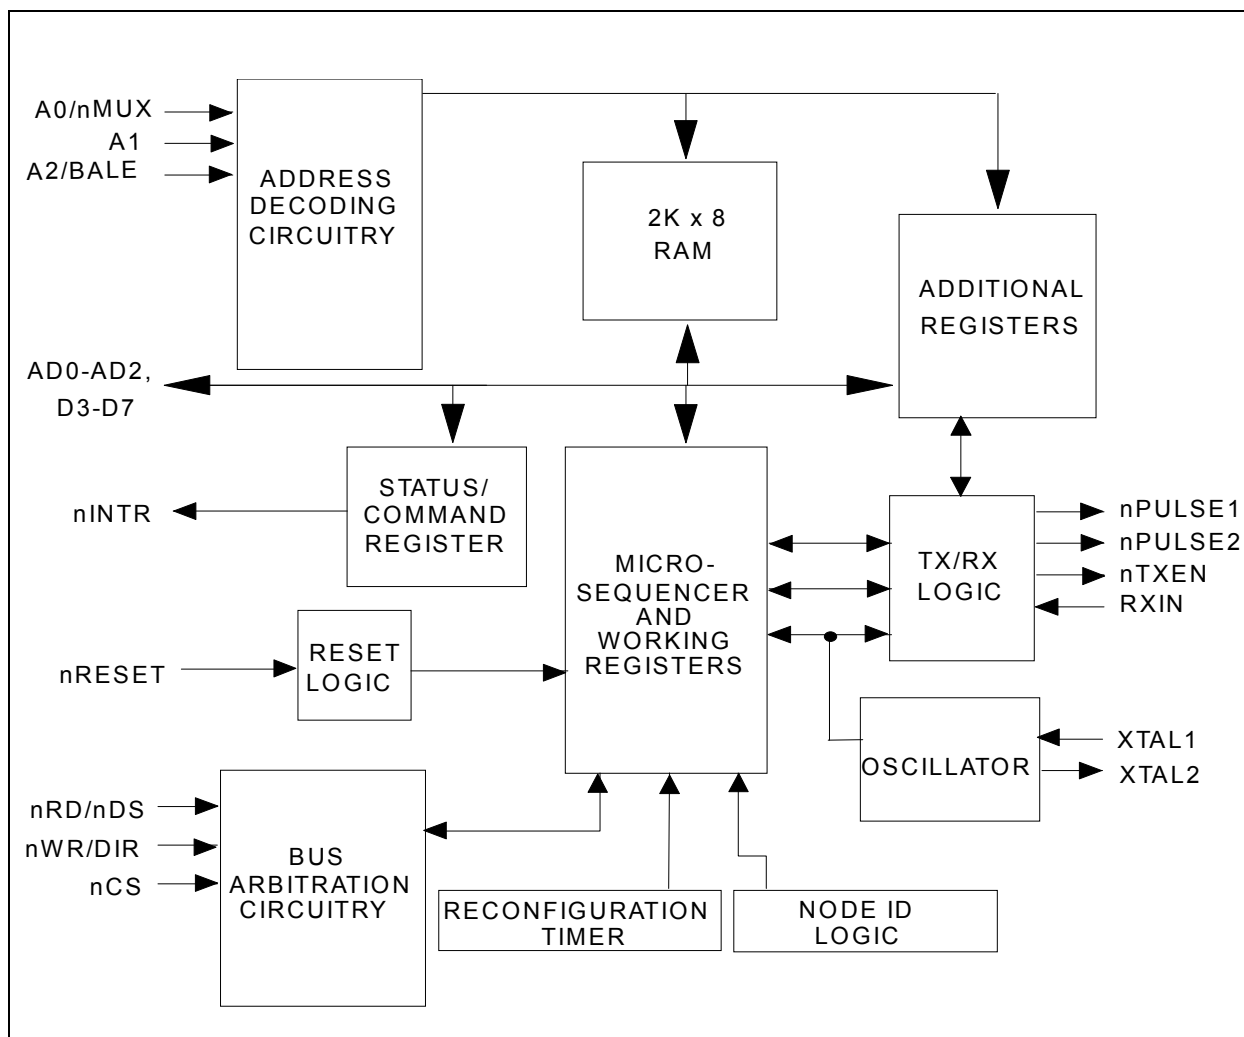 A0/nMUX
A1
A2/BALE
ADDRESS
DECODING
CIRCUITRY
2K x 8
RAM
ADDITIONAL
REGISTERS
AD0-AD2,
D3-D7
nINTR
STATUS/
COMMAND
REGISTER
MICRO-
SEQUENCER
AND
WORKING
REGISTERS
TX/RX
LOGIC
nPULSE1
nPULSE2
nTXEN
RXIN
nRESET
RESET
LOGIC
OSCILLATOR
XTAL1
XTAL2
nRD/nDS
nWR/DIR
nCS
BUS
ARBITRATION
CIRCUITRY
RECONFIGURATION
TIMER
NODE ID
LOGIC